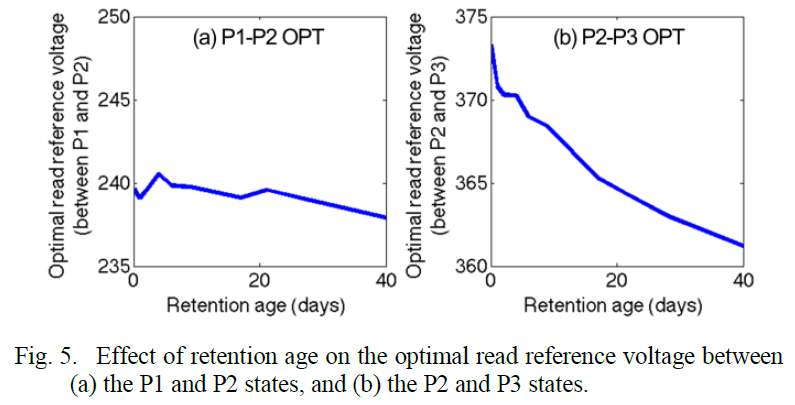 250
245
240
235
0
20
40
(a) P1-P2 OPT
Optimal read reference voltage
(between P1 and P2)
Retention age (days)
375
370
365
360
0
20
40
(b) P2-P3 OPT
Optimal read reference voltage
(between P2 and P3)
Retention age (days)
Fig. 5. Effect of retention age on the optimal read reference voltage between
(a) the P1 and P2 states, and (b) the P2 and P3 states.